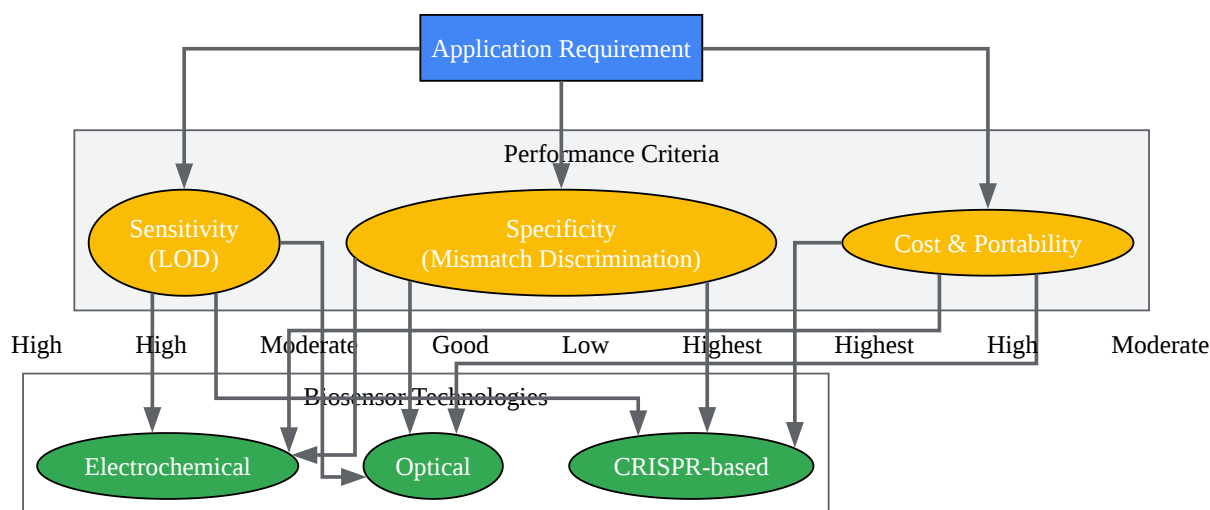 Application Requirement
Performance Criteria
Sensitivity
(LOD)
Specificity
(Mismatch Discrimination)
Cost & Portability
High
High
Moderate
Good
Low
Highest
Highest
High
Moderate
Biosensor Technologies
Electrochemical
Optical
CRISPR-based